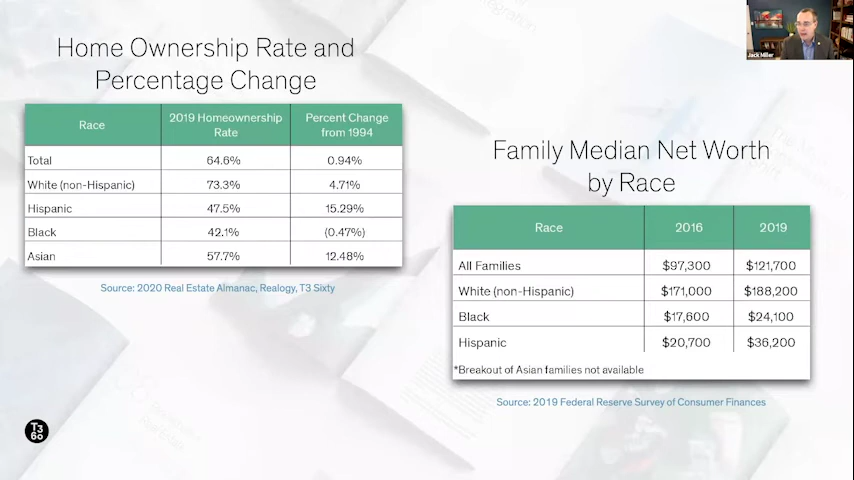 Home Ownership Rate and
Percentage Change
Race 2019 Homeownership Rate Percent Change from 1994
Total 64.6% 0.94%
White (non-Hispanic) 73.3% 4.71%
Hispanic 47.5% 15.29%
Black 42.1% (0.47%)
Asian 57.7% 12.48%
Source: 2020 Real Estate Almanac, Realogy, T3 Sixty
Family Median Net Worth
by Race
Race 2016 2019
All Families $97,300 $121,700
White (non-Hispanic) $171,000 $188,200
Black $17,600 $24,100
Hispanic $20,700 $36,200
*Breakout of Asian families not available
Source: 2019 Federal Reserve Survey of Consumer Finances
T3
60
Jack Miller